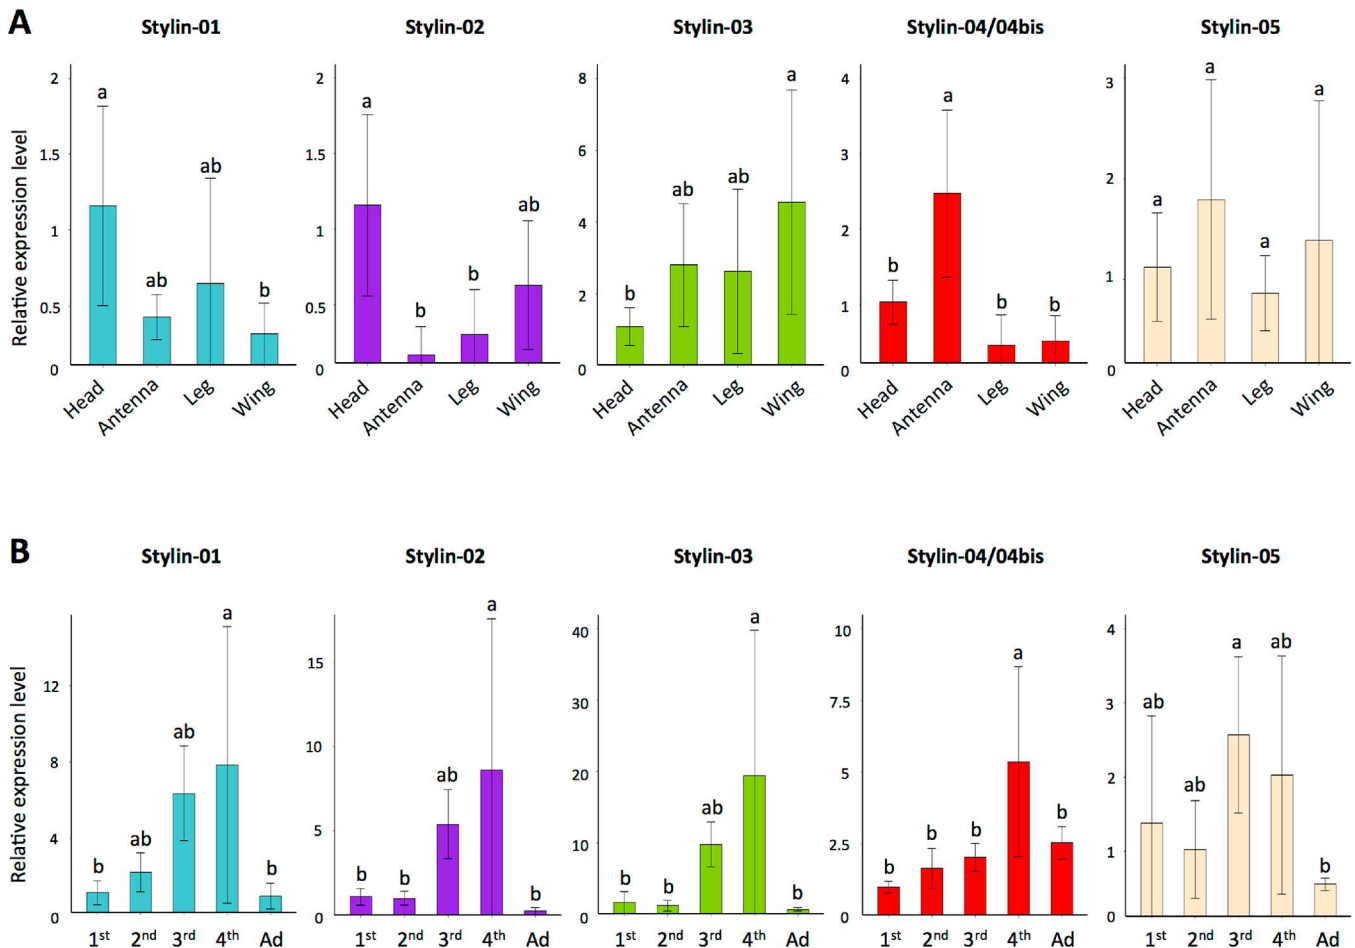 A
Stylin-01 Stylin-02 Stylin-03 Stylin-04/04bis Stylin-05
Relative expression level
2
1.5
1
0.5
0
a
ab
ab
b
Head Antenna Leg Wing
2
1.5
1
0.5
0
a
b
b
ab
Head Antenna Leg Wing
8
6
4
2
0
b
ab
ab
a
Head Antenna Leg Wing
4
3
2
1
0
b
a
b
b
Head Antenna Leg Wing
3
2
1
0
a
a
a
a
Head Antenna Leg Wing
B
Stylin-01 Stylin-02 Stylin-03 Stylin-04/04bis Stylin-05
Relative expression level
12
8
4
0
b
ab
ab
a
b
1st 2nd 3rd 4th Ad
15
10
5
0
b
b
ab
a
b
1st 2nd 3rd 4th Ad
40
30
20
10
0
b
b
ab
a
b
1st 2nd 3rd 4th Ad
10
7.5
5
2.5
0
b
b
b
a
b
1st 2nd 3rd 4th Ad
4
3
2
1
0
ab
ab
a
ab
b
1st 2nd 3rd 4th Ad